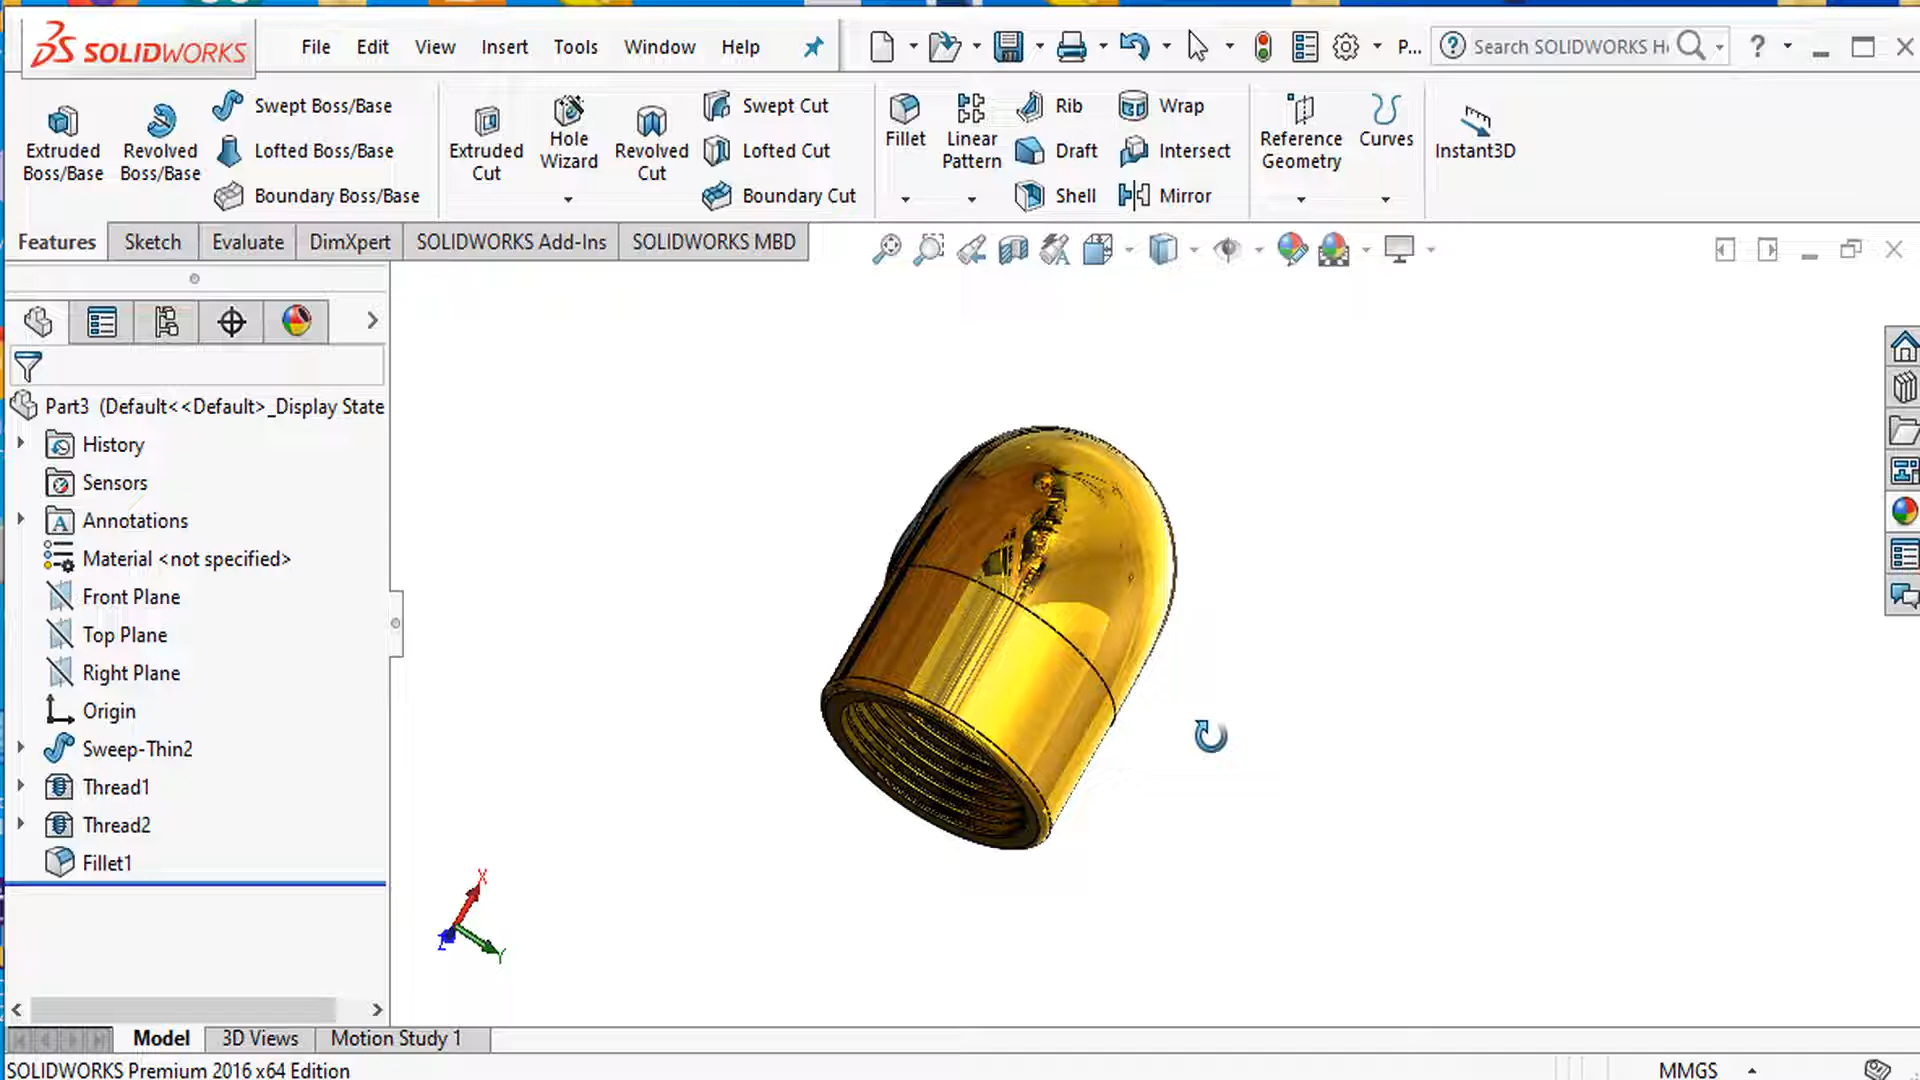 SOLIDWORKS File Edit View Insert Tools Window Help P... Search SOLIDWORKS H
Extruded Boss/Base
Revolved Boss/Base
Swept Boss/Base
Lofted Boss/Base
Boundary Boss/Base
Extruded Cut
Hole Wizard
Revolved Cut
Swept Cut
Lofted Cut
Boundary Cut
Fillet
Linear Pattern
Rib
Draft
Shell
Wrap
Intersect
Mirror
Reference Geometry
Curves
Instant3D
Features Sketch Evaluate DimXpert SOLIDWORKS Add-Ins SOLIDWORKS MBD
Part3 (Default<<Default>_Display State
History
Sensors
Annotations
Material <not specified>
Front Plane
Top Plane
Right Plane
Origin
Sweep-Thin2
Thread1
Thread2
Fillet1
X
Y
Z
Model 3D Views Motion Study 1
SOLIDWORKS Premium 2016 x64 Edition MMGS